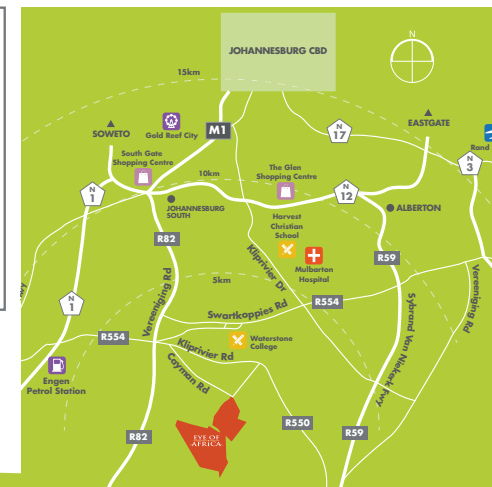 JOHANNESBURG CBD
15km
SOWETO
Gold Reef City
M1
N
17
EASTGATE
Rand
South Gate
Shopping Centre
10km
The Glen
Shopping Centre
N
3
N
1
N
12
JOHANNESBURG
SOUTH
ALBERTON
Harvest
Christian
School
R82
Kliprivier Dr
Mulbarton
Hospital
R59
5km
Vereeniging Rd
Vereeniging Rd
N
1
R554
Swartkoppies Rd
Sybrand Van Niekerk Fwy
R554
Kliprivier Rd
Waterstone
College
Cayman Rd
Engen
Petrol Station
EYE OF
AFRICA
R82
R550
R59